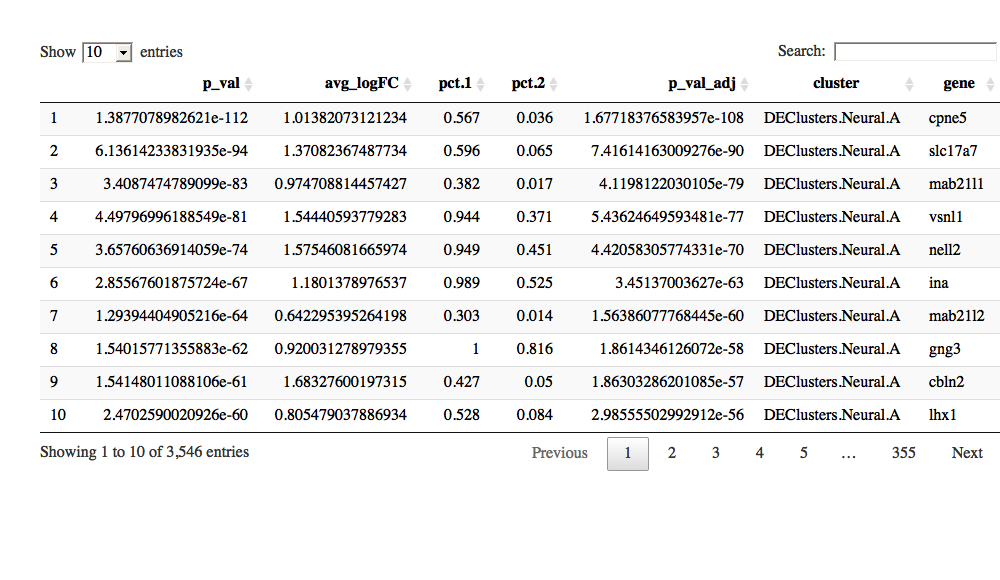 Show 10 entries Search:
p_val avg_logFC pct.1 pct.2 p_val_adj cluster gene
1 1.3877078982621e-112 1.01382073121234 0.567 0.036 1.67718376583957e-108 DEClusters.Neural.A cpne5
2 6.13614233831935e-94 1.37082367487734 0.596 0.065 7.41614163009276e-90 DEClusters.Neural.A slc17a7
3 3.4087474789099e-83 0.974708814457427 0.382 0.017 4.1198122030105e-79 DEClusters.Neural.A mab21l1
4 4.49796996188549e-81 1.54440593779283 0.944 0.371 5.43624649593481e-77 DEClusters.Neural.A vsnl1
5 3.65760636914059e-74 1.57546081665974 0.949 0.451 4.42058305774331e-70 DEClusters.Neural.A nell2
6 2.85567601875724e-67 1.1801378976537 0.989 0.525 3.45137003627e-63 DEClusters.Neural.A ina
7 1.29394404905216e-64 0.642295395264198 0.303 0.014 1.56386077768445e-60 DEClusters.Neural.A mab21l2
8 1.54015771355883e-62 0.920031278979355 1 0.816 1.8614346126072e-58 DEClusters.Neural.A gng3
9 1.54148011088106e-61 1.68327600197315 0.427 0.05 1.86303286201085e-57 DEClusters.Neural.A cbln2
10 2.4702590020926e-60 0.805479037886934 0.528 0.084 2.98555502992912e-56 DEClusters.Neural.A lhx1
Showing 1 to 10 of 3,546 entries Previous 1 2 3 4 5 … 355 Next